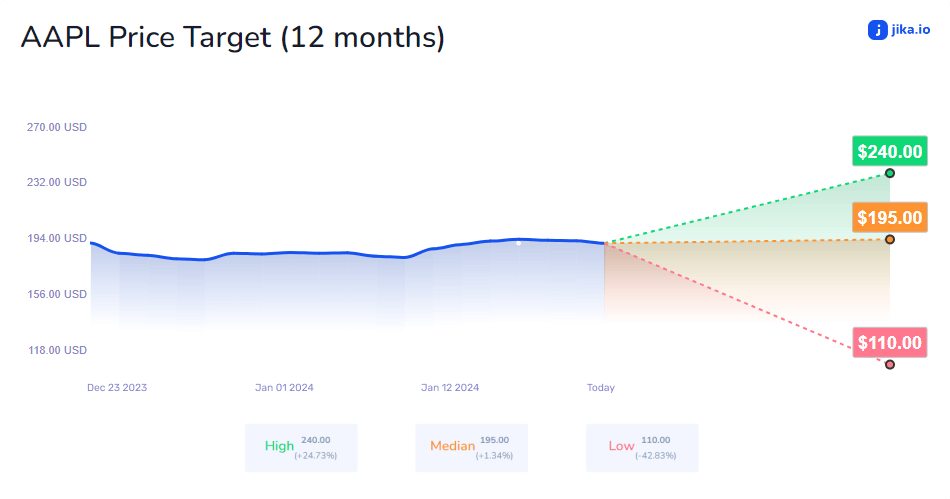 AAPL Price Target (12 months)
j jika.io
270.00 USD
232.00 USD
194.00 USD
156.00 USD
118.00 USD
$240.00
$195.00
$110.00
Dec 23 2023
Jan 01 2024
Jan 12 2024
Today
High 240.00
(+24.73%)
Median 195.00
(+1.34%)
Low 110.00
(-42.83%)